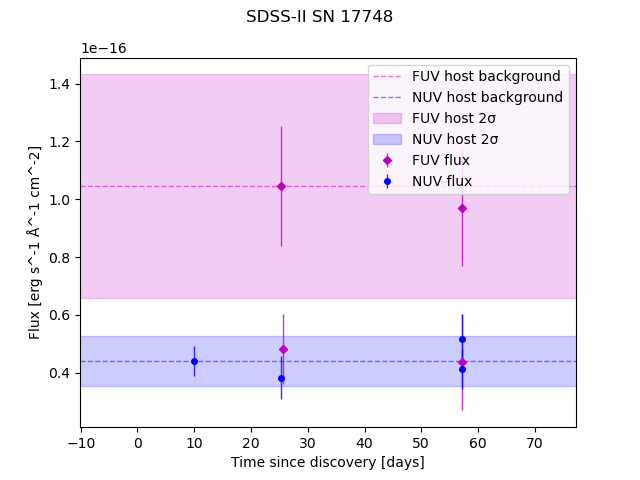 SDSS-II SN 17748
1e−16
FUV host background
NUV host background
FUV host 2σ
NUV host 2σ
FUV flux
NUV flux
1.4
1.2
1.0
0.8
0.6
0.4
Flux [erg s^-1 Å^-1 cm^-2]
−10 0 10 20 30 40 50 60 70
Time since discovery [days]